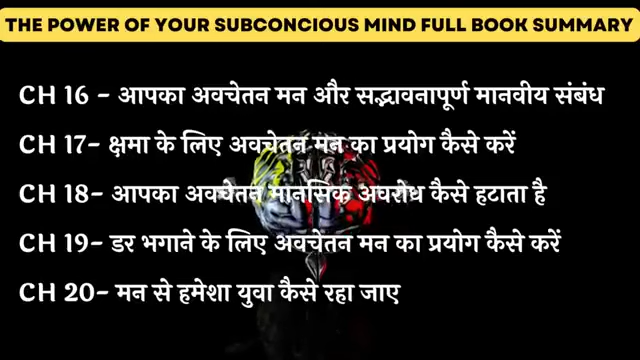 THE POWER OF YOUR SUBCONCIOUS MIND FULL BOOK SUMMARY
CH 16 - आपका अवचेतन मन और सद्भावनापूर्ण मानवीय संबंध
CH 17- क्षमा के लिए अवचेतन मन का प्रयोग कैसे करें
CH 18- आपका अवचेतन मानसिक अवरोध कैसे हटाता है
CH 19- डर भगाने के लिए अवचेतन मन का प्रयोग कैसे करें
CH 20- मन से हमेशा युवा कैसे रहा जाए